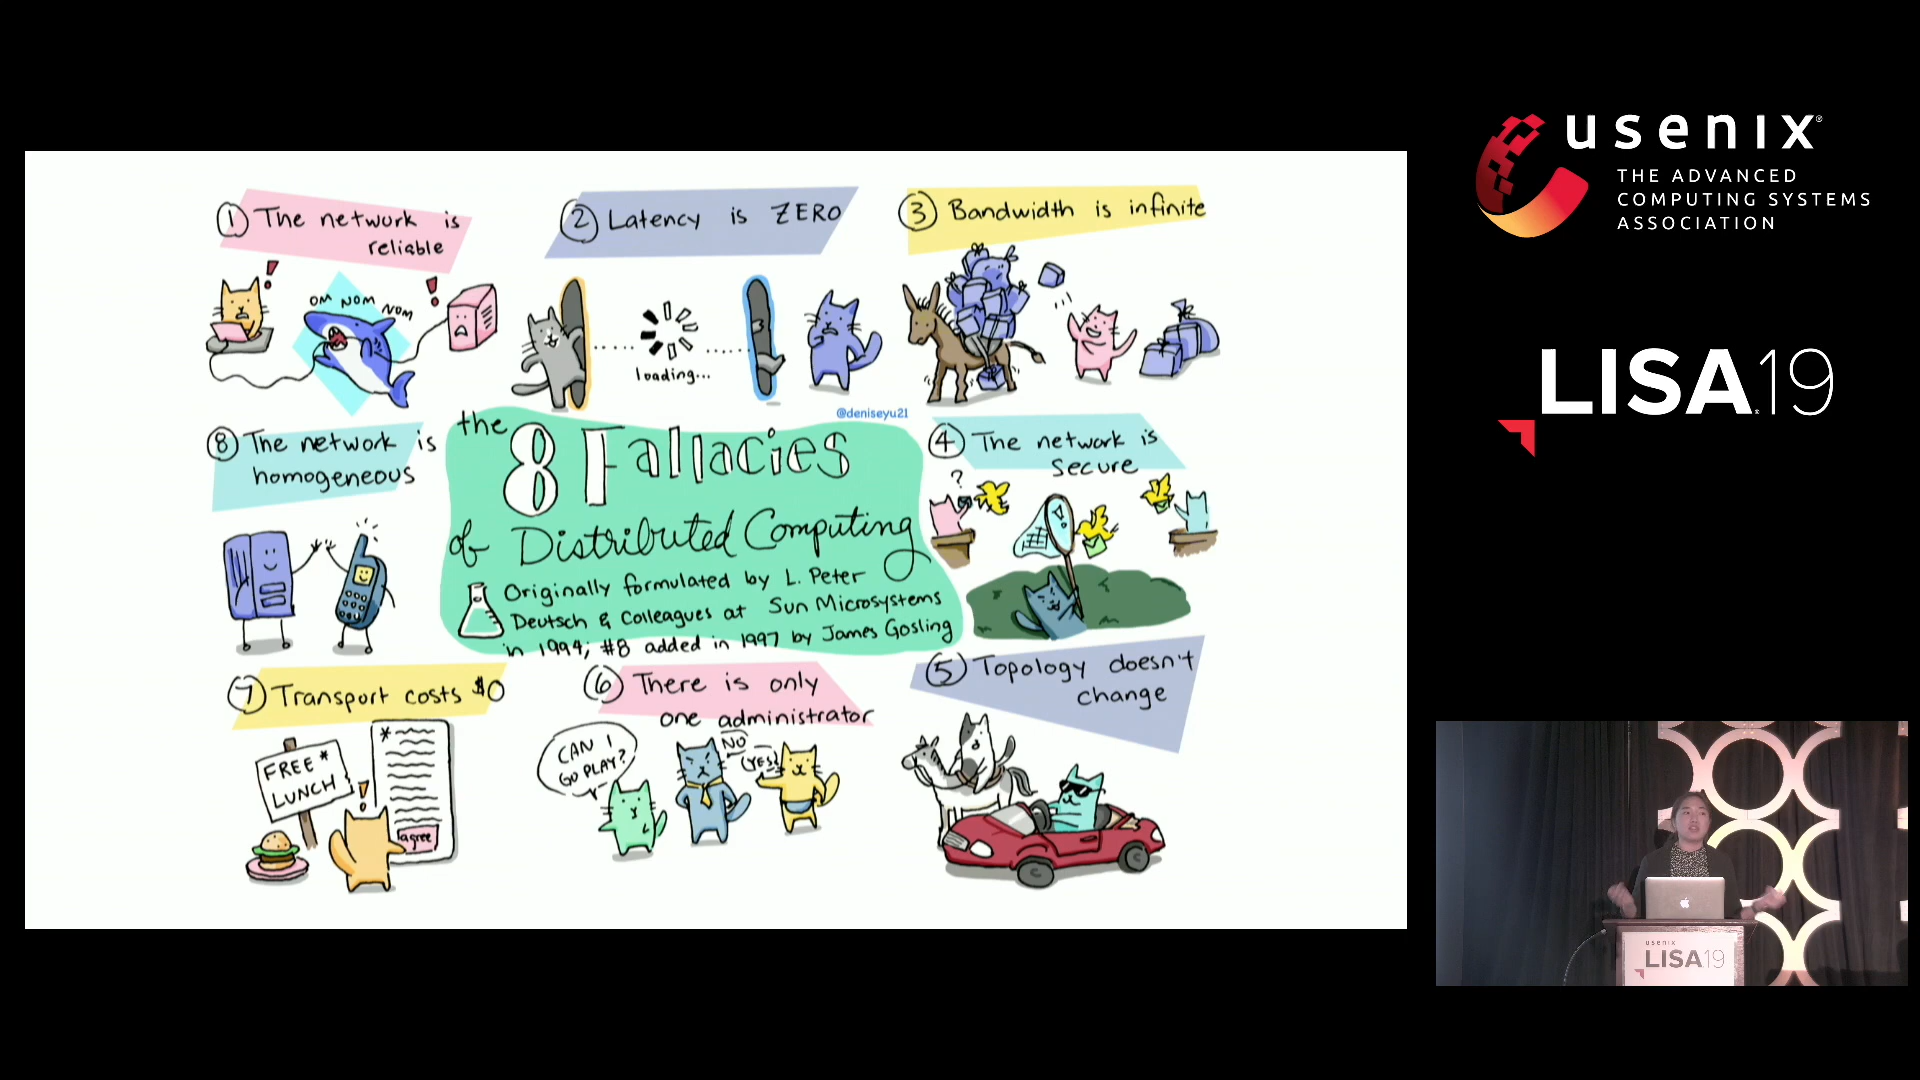 ① The network is
reliable
OM NOM NOM
! !
② Latency is ZERO
loading...
③ Bandwidth is infinite
@deniseyu21
the
8 Fallacies
of Distributed Computing
Originally formulated by L. Peter
Deutsch & Colleagues at Sun Microsystems
in 1994; #8 added in 1997 by James Gosling
④ The network is
secure
?
⑤ Topology doesn't
change
⑥ There is only
one administrator
CAN I
GO PLAY?
NO
(YES)
⑦ Transport costs $0
FREE*
LUNCH
!
*
agree
⑧ The network is
homogeneous
usenix®
THE ADVANCED
COMPUTING SYSTEMS
ASSOCIATION
LISA19
usenix
LISA19